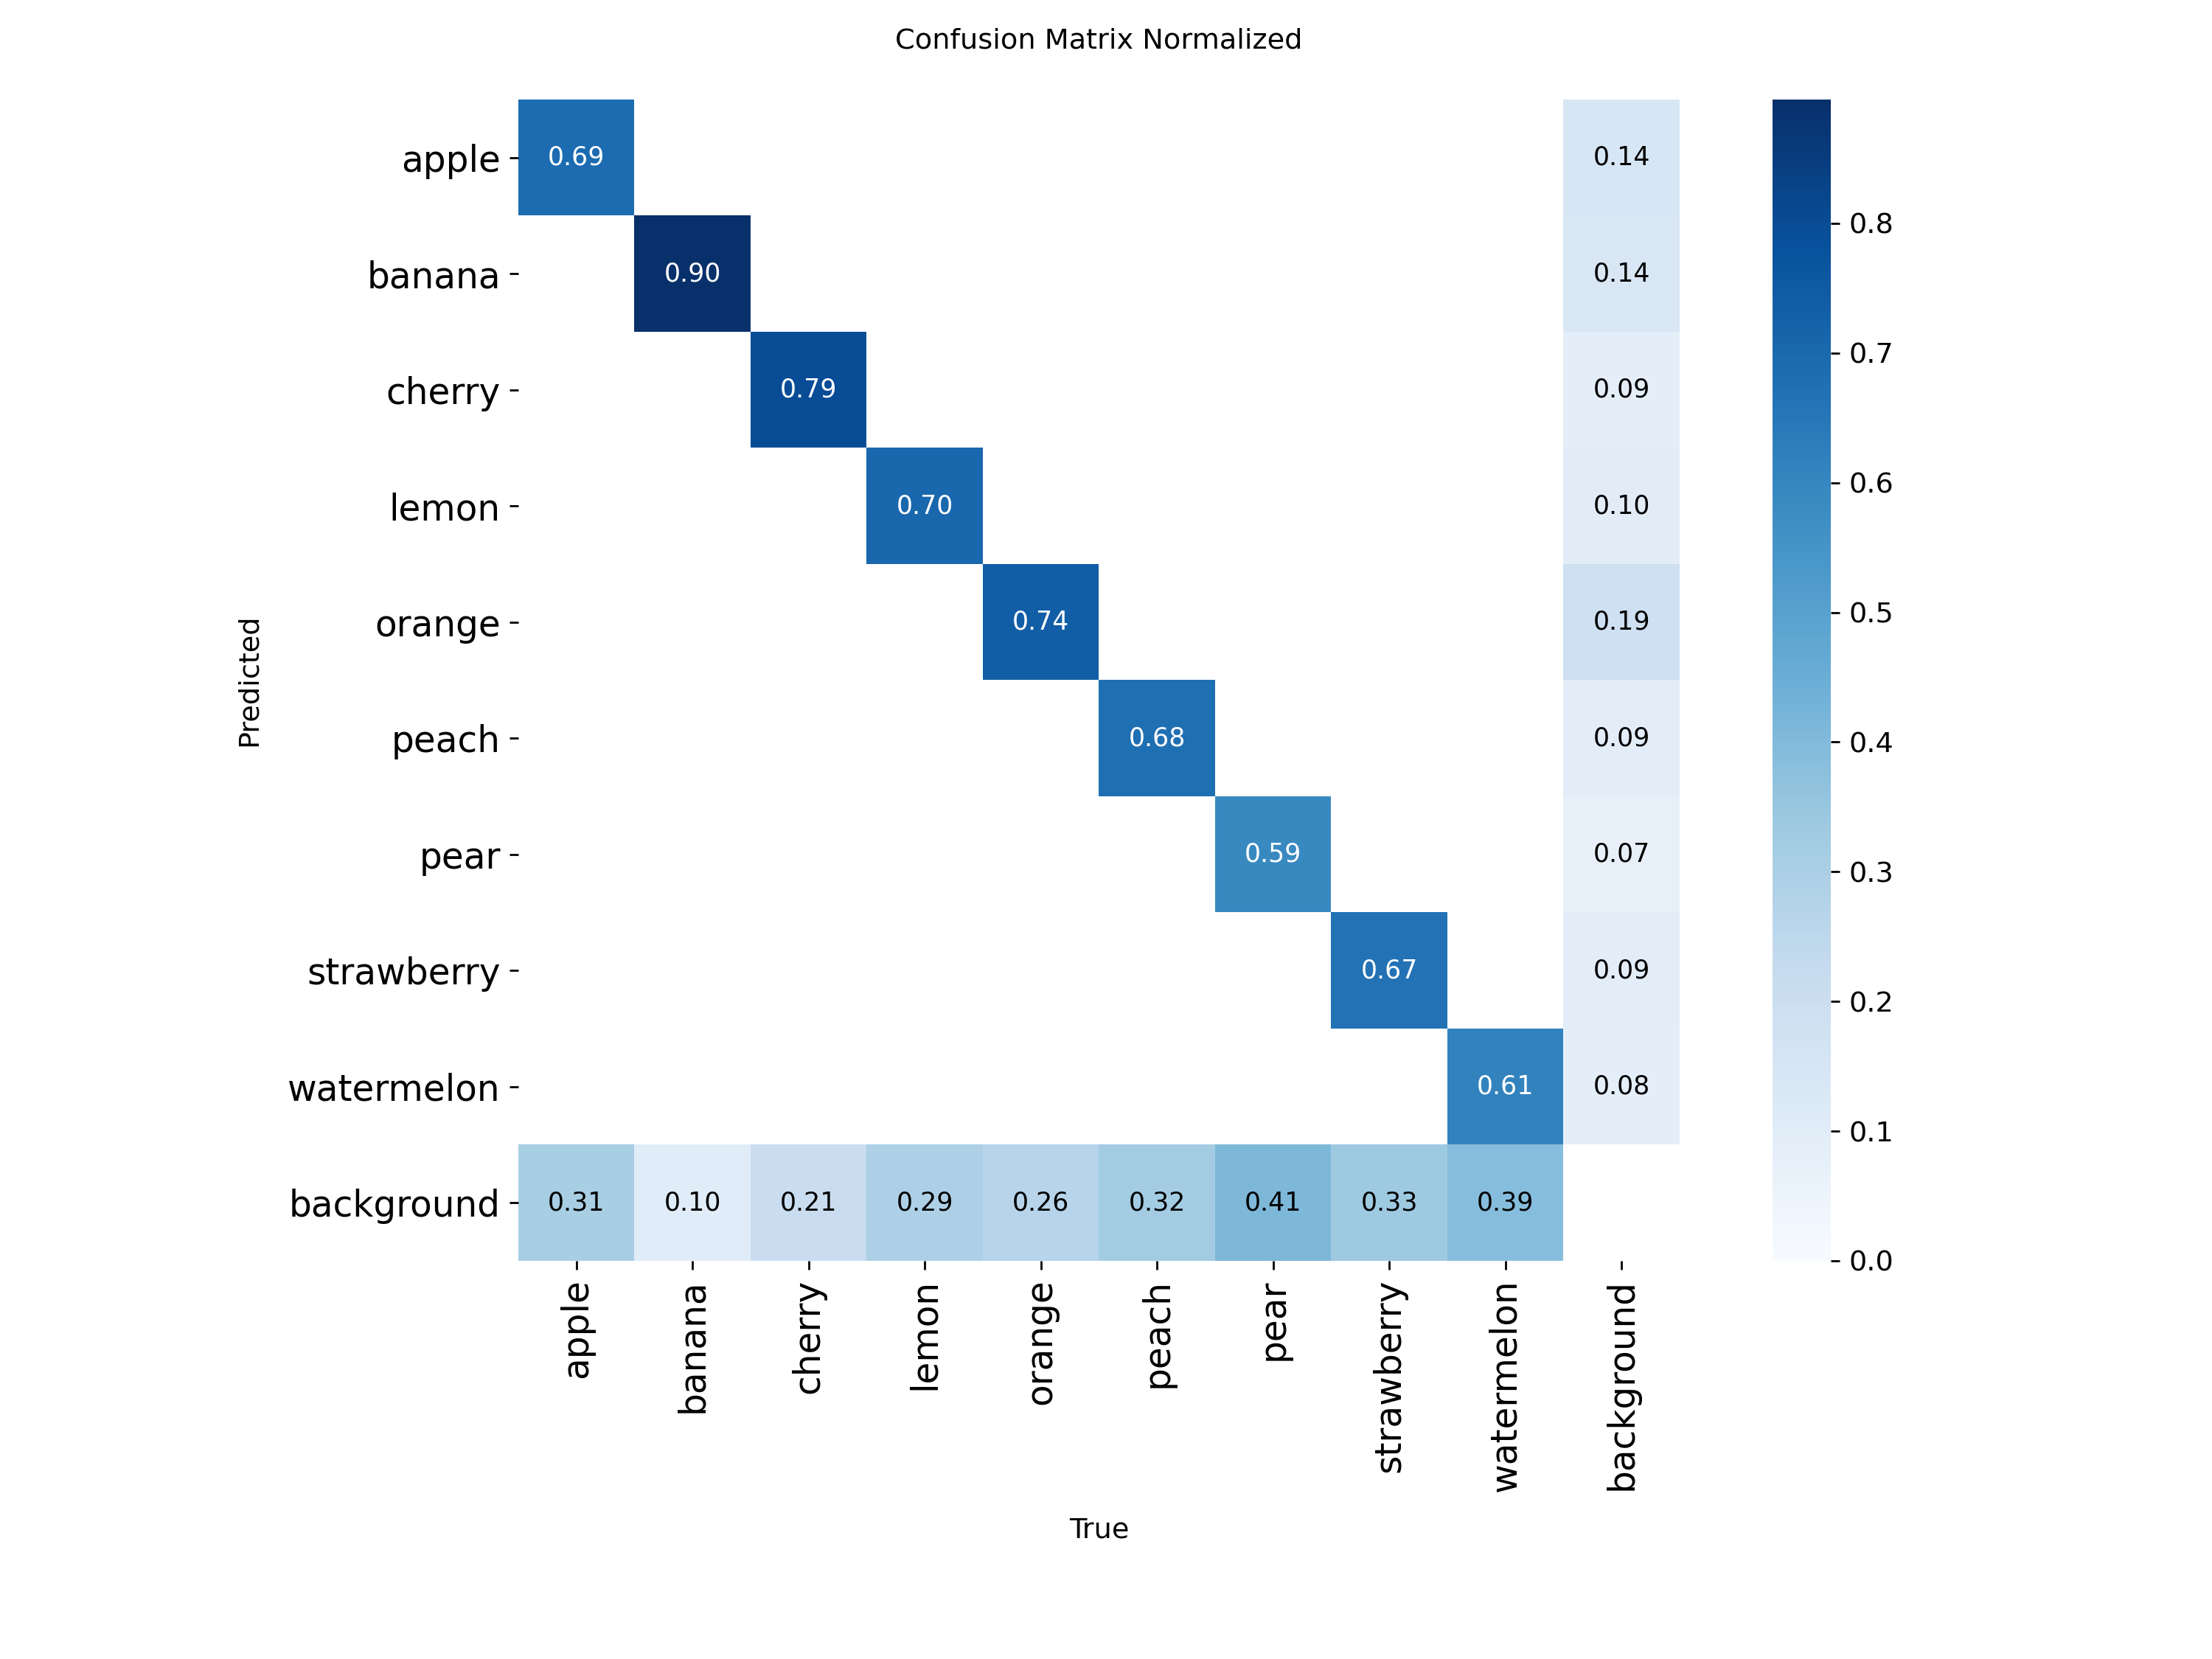 Confusion Matrix Normalized
apple 0.69 0.14
banana 0.90 0.14
0.8
cherry 0.79 0.09
0.7
lemon 0.70 0.10
0.6
orange 0.74 0.19
0.5
Predicted
peach 0.68 0.09
0.4
pear 0.59 0.07
0.3
strawberry 0.67 0.09
0.2
watermelon 0.61 0.08
0.1
background 0.31 0.10 0.21 0.29 0.26 0.32 0.41 0.33 0.39
0.0
apple banana cherry lemon orange peach pear strawberry watermelon background
True